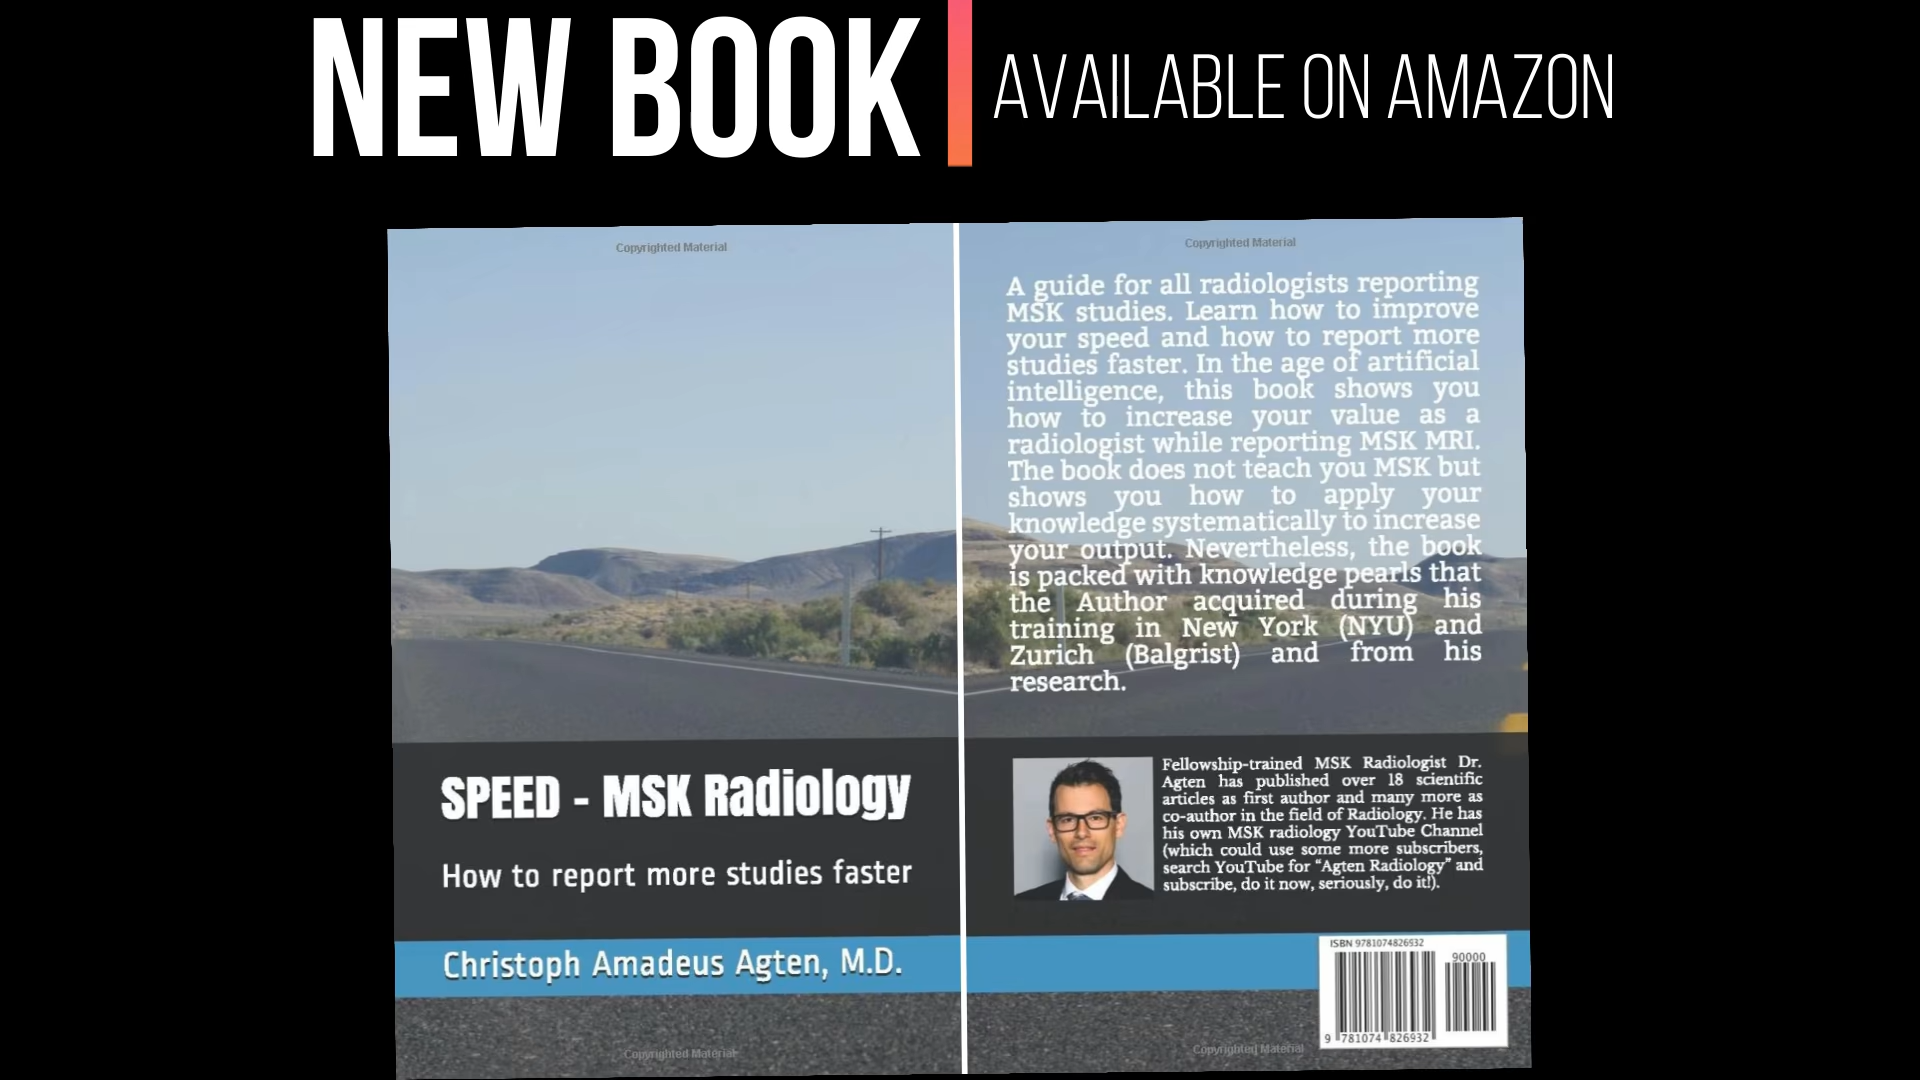 NEW BOOK
AVAILABLE ON AMAZON
Copyrighted Material
SPEED - MSK Radiology
How to report more studies faster
Christoph Amadeus Agten, M.D.
Copyrighted Material
Copyrighted Material
A guide for all radiologists reporting
MSK studies. Learn how to improve
your speed and how to report more
studies faster. In the age of artificial
intelligence, this book shows you
how to increase your value as a
radiologist while reporting MSK MRI.
The book does not teach you MSK but
shows you how to apply your
knowledge systematically to increase
your output. Nevertheless, the book
is packed with knowledge pearls that
the Author acquired during his
training in New York (NYU) and
Zurich (Balgrist) and from his
research.
Fellowship-trained MSK Radiologist Dr.
Agten has published over 18 scientific
articles as first author and many more as
co-author in the field of Radiology. He has
his own MSK radiology YouTube Channel
(which could use some more subscribers,
search YouTube for “Agten Radiology” and
subscribe, do it now, seriously, do it!).
ISBN 9781074826932
90000
9 781074 826932
Copyrighted Material